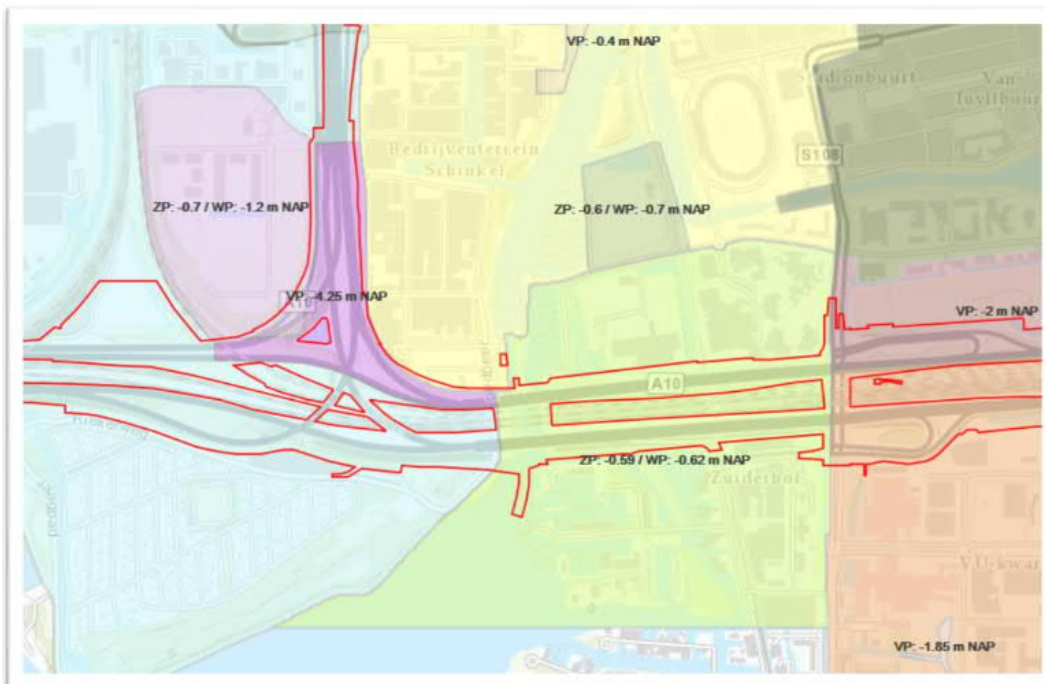 VP: -0.4 m NAP
Stadionbuurt
Van
Tuyllbuur
Bedrijventerrein
Schinkel
S108
ZP: -0.7 / WP: -1.2 m NAP
ZP: -0.6 / WP: -0.7 m NAP
VP: -4.25 m NAP
VP: -2 m NAP
A10
ZP: -0.59 / WP: -0.62 m NAP
Zuiderhof
VU-kwar
VP: -1.85 m NAP